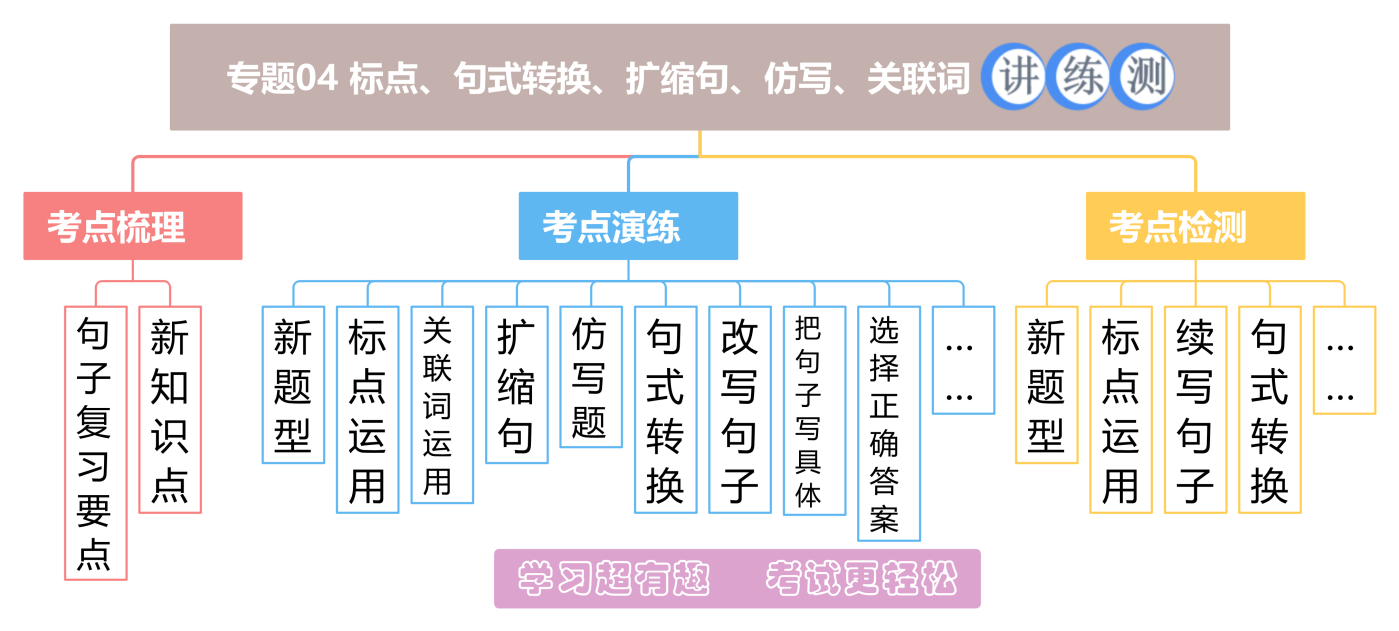 专题04 标点、句式转换、扩缩句、仿写、关联词 讲练测
考点梳理
考点演练
考点检测
句子复习要点
新知识点
新题型
标点运用
关联词运用
扩缩句
仿写题
句式转换
改写句子
把句子写具体
选择正确答案
……
新题型
标点运用
续写句子
句式转换
……
学习超有趣 考试更轻松